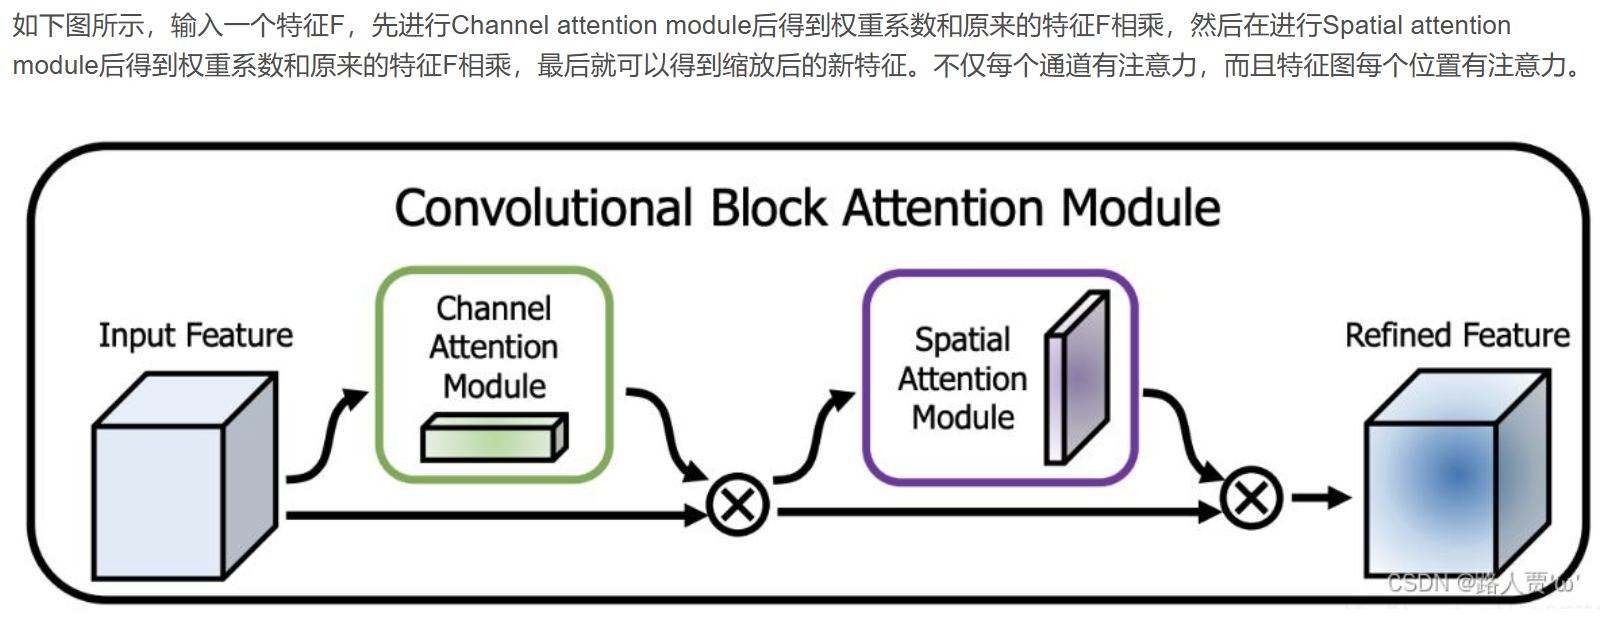 如下图所示，输入一个特征F，先进行Channel attention module后得到权重系数和原来的特征F相乘，然后在进行Spatial attention
module后得到权重系数和原来的特征F相乘，最后就可以得到缩放后的新特征。不仅每个通道有注意力，而且特征图每个位置有注意力。
Convolutional Block Attention Module
Input Feature
Channel
Attention
Module
Spatial
Attention
Module
Refined Feature
CSDN @路人贾'ω'